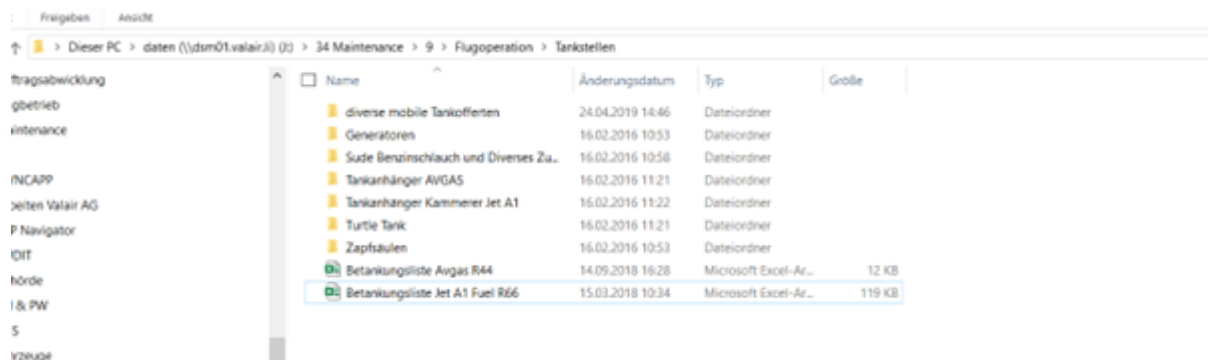 Freigeben Ansicht
Dieser PC > daten (\\dsm01.valair.li) (J:) > 34 Maintenance > 9 > Flugoperation > Tankstellen
Name Änderungsdatum Typ Größe
ftragsabwicklung
gbetrieb
intenance
YNCAPP
beiten Valair AG
P Navigator
DIT
hörde
l & PW
S
rzeuge
diverse mobile Tankofferten 24.04.2019 14:46 Dateiordner
Generatoren 16.02.2016 10:53 Dateiordner
Sude Benzinschlauch und Diverses Zu... 16.02.2016 10:58 Dateiordner
Tankanhänger AVGAS 16.02.2016 11:21 Dateiordner
Tankanhänger Kammerer Jet A1 16.02.2016 11:22 Dateiordner
Turtle Tank 16.02.2016 11:21 Dateiordner
Zapfsäulen 16.02.2016 10:53 Dateiordner
Betankungsliste Avgas R44 14.09.2018 16:28 Microsoft Excel-Ar... 12 KB
Betankungsliste Jet A1 Fuel R66 15.03.2018 10:34 Microsoft Excel-Ar... 119 KB